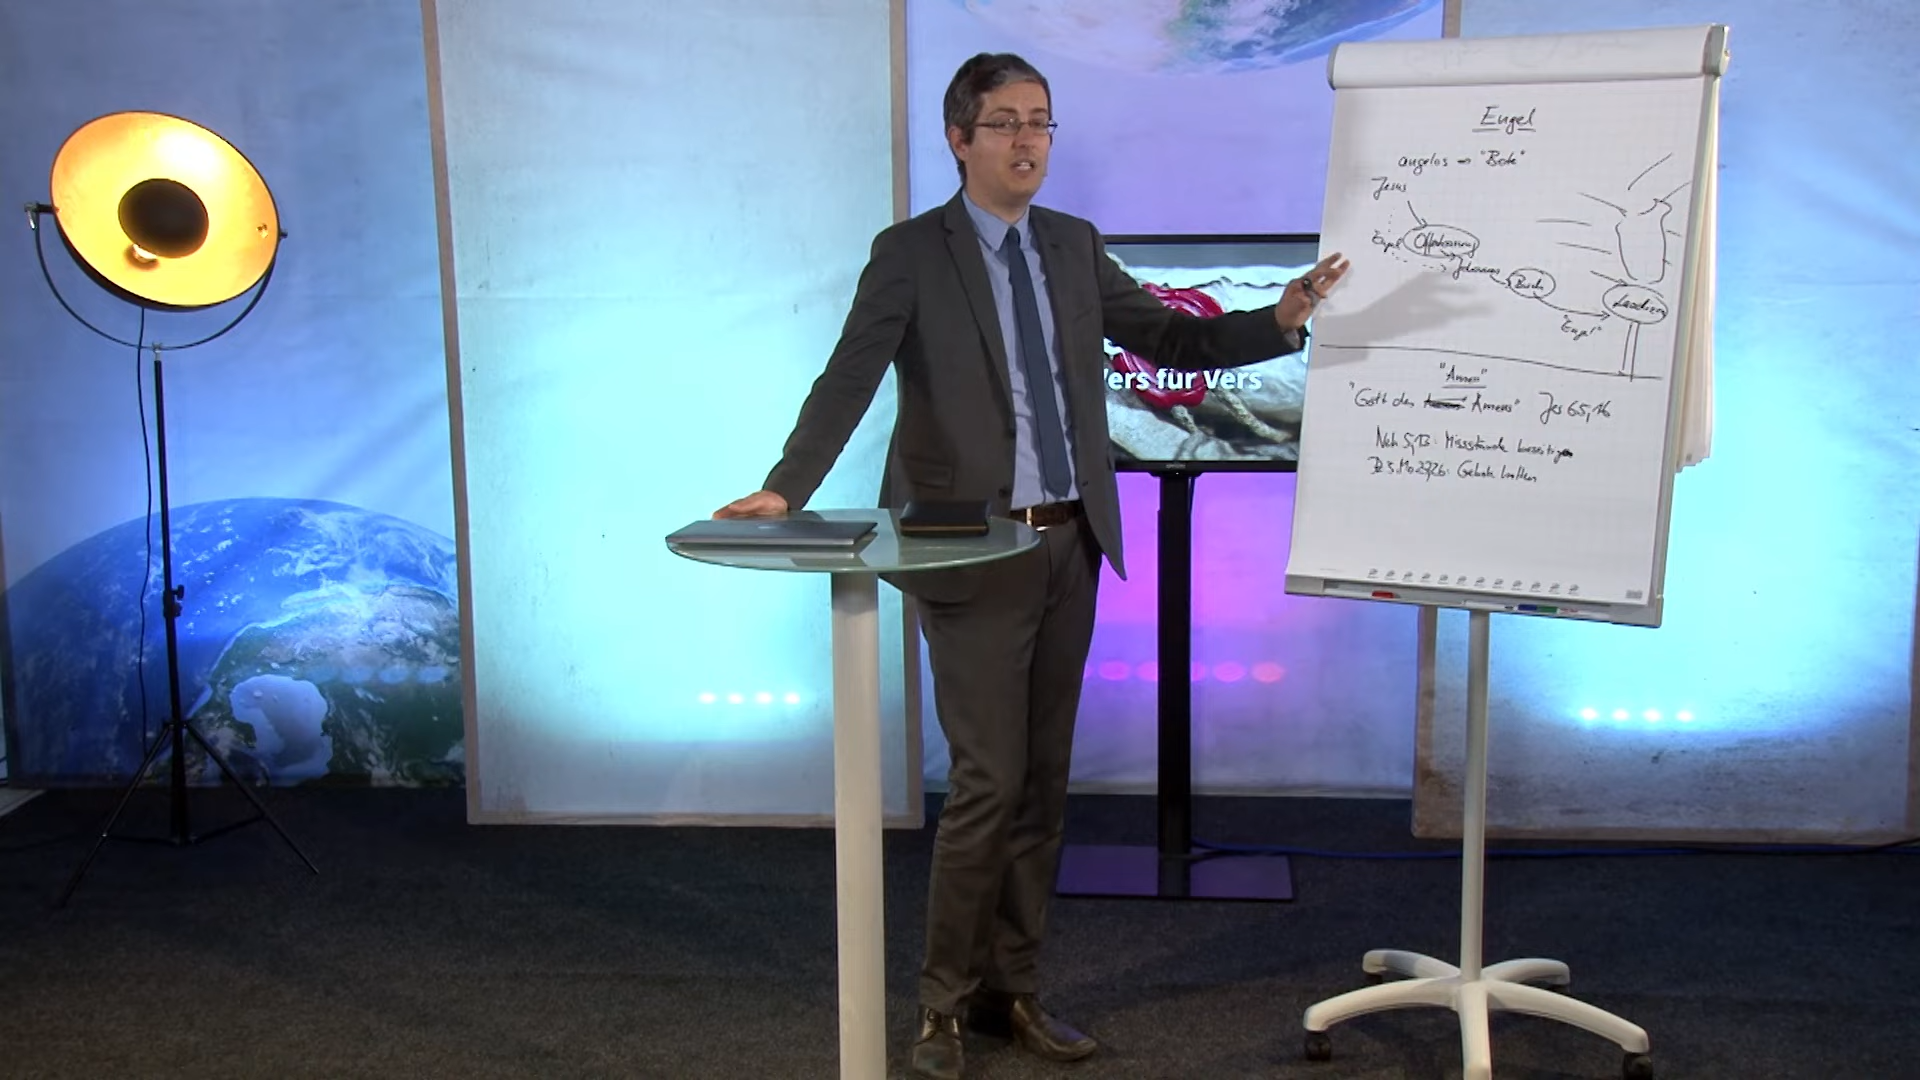 Engel
angelos → "Bote"
Jesus
Engel Offenbarung
Johannes Buch
"Engel"
Laodizea
"Amen"
"Gott des Amens" Jes 65,16
Neh 5,13: Missstände beseitigen
5. Mo 27,26: Gebote halten
Vers für Vers